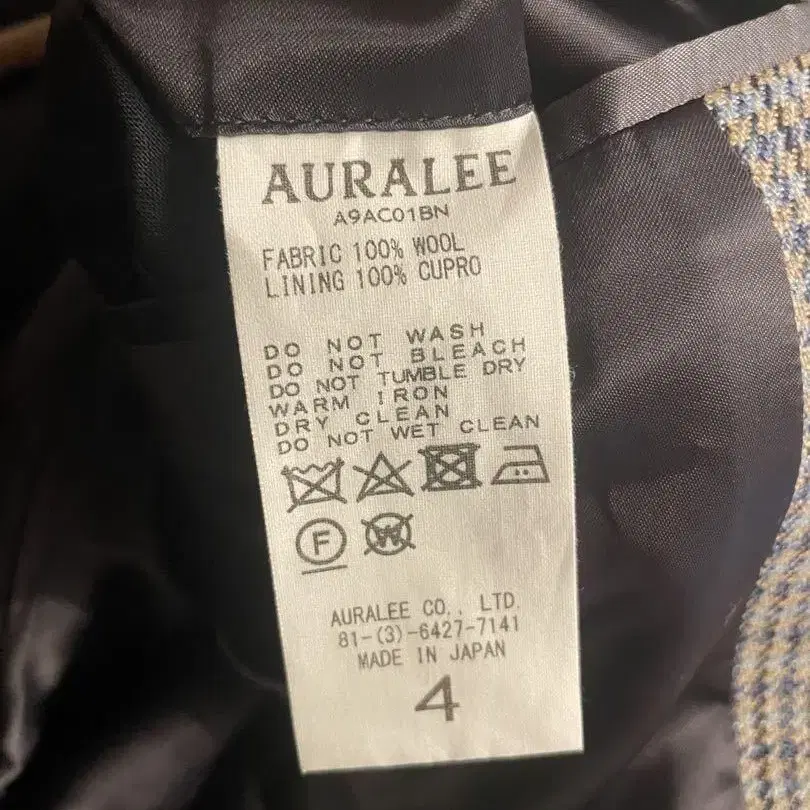 AURALEE
A9AC01BN
FABRIC 100% WOOL
LINING 100% CUPRO
DO NOT WASH
DO NOT BLEACH
DO NOT TUMBLE DRY
WARM IRON
DRY CLEAN
DO NOT WET CLEAN
F W
AURALEE CO., LTD.
81-(3)-6427-7141
MADE IN JAPAN
4